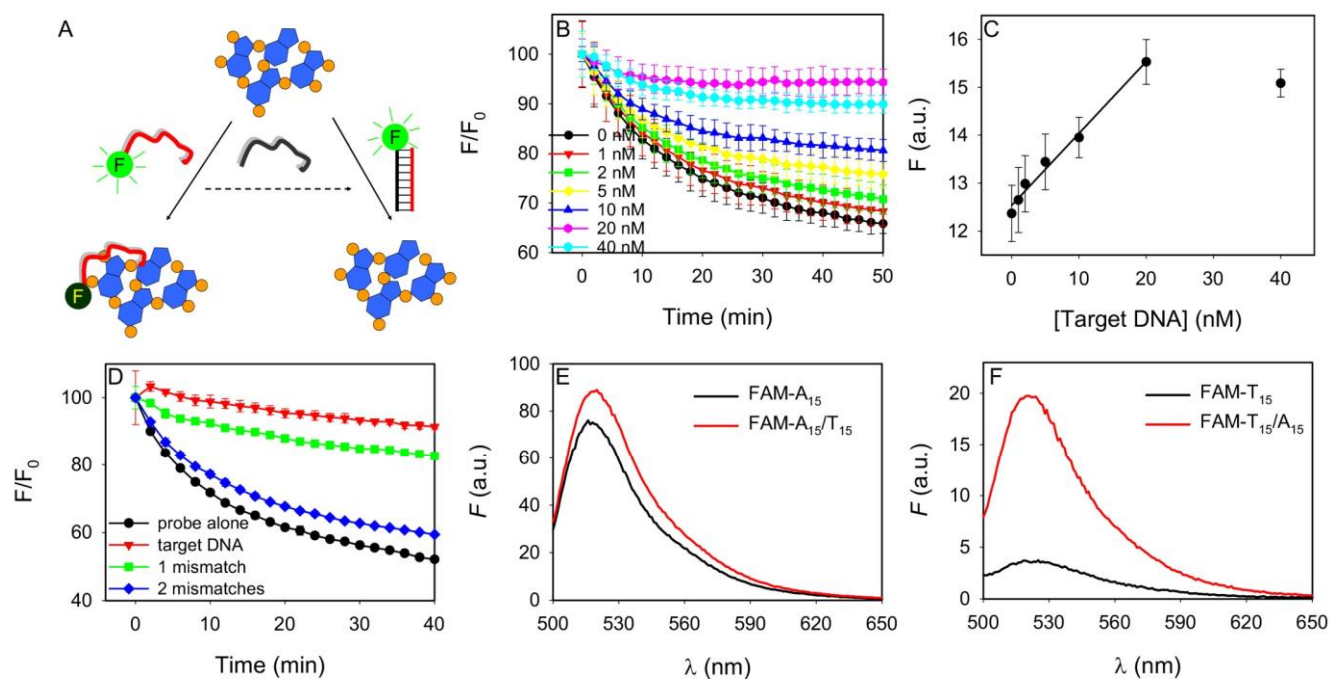 A
F
F
F
B
F/F₀
100
90
80
70
60
0 nM
1 nM
2 nM
5 nM
10 nM
20 nM
40 nM
0 10 20 30 40 50
Time (min)
C
F (a.u.)
16
15
14
13
12
0 10 20 30 40
[Target DNA] (nM)
D
F/F₀
100
80
60
40
probe alone
target DNA
1 mismatch
2 mismatches
0 10 20 30 40
Time (min)
E
F (a.u.)
100
80
60
40
20
0
FAM-A₁₅
FAM-A₁₅/T₁₅
500 530 560 590 620 650
λ (nm)
F
F (a.u.)
20
15
10
5
0
FAM-T₁₅
FAM-T₁₅/A₁₅
500 530 560 590 620 650
λ (nm)